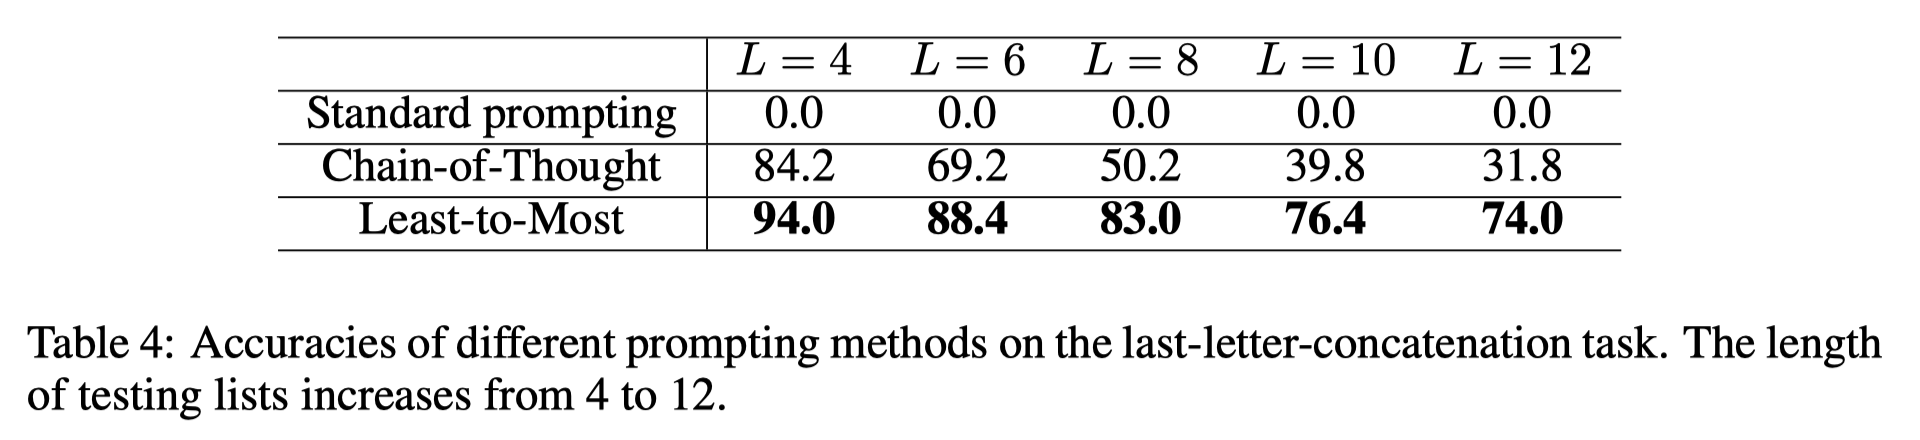 L = 4 L = 6 L = 8 L = 10 L = 12
Standard prompting 0.0 0.0 0.0 0.0 0.0
Chain-of-Thought 84.2 69.2 50.2 39.8 31.8
Least-to-Most 94.0 88.4 83.0 76.4 74.0
Table 4: Accuracies of different prompting methods on the last-letter-concatenation task. The length
of testing lists increases from 4 to 12.